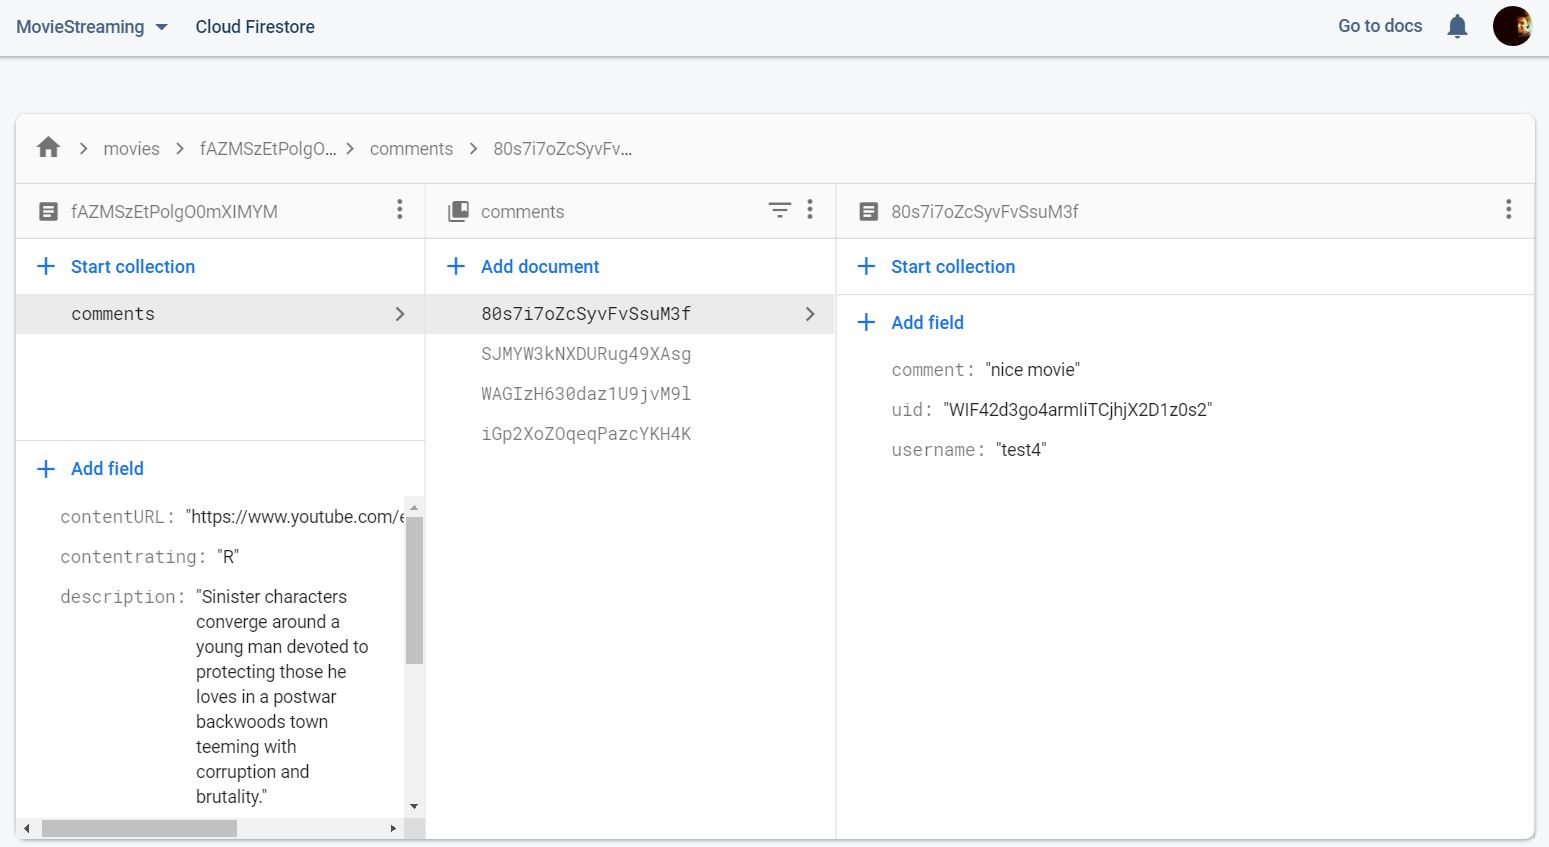 MovieStreaming Cloud Firestore Go to docs
movies fAZMSzEtPolgO... comments 80s7i7oZcSyvFv...
fAZMSzEtPolgO0mXIMYM
Start collection
comments
Add field
contentURL: "https://www.youtube.com/e
contentrating: "R"
description: "Sinister characters
converge around a
young man devoted to
protecting those he
loves in a postwar
backwoods town
teeming with
corruption and
brutality."
comments
Add document
80s7i7oZcSyvFvSsuM3f
SJMYW3kNXDURug49XAsg
WAGIzH630daz1U9jvM9l
iGp2XoZOqeqPazcYKH4K
80s7i7oZcSyvFvSsuM3f
Start collection
Add field
comment: "nice movie"
uid: "WIF42d3go4armIiTCjhjX2D1z0s2"
username: "test4"